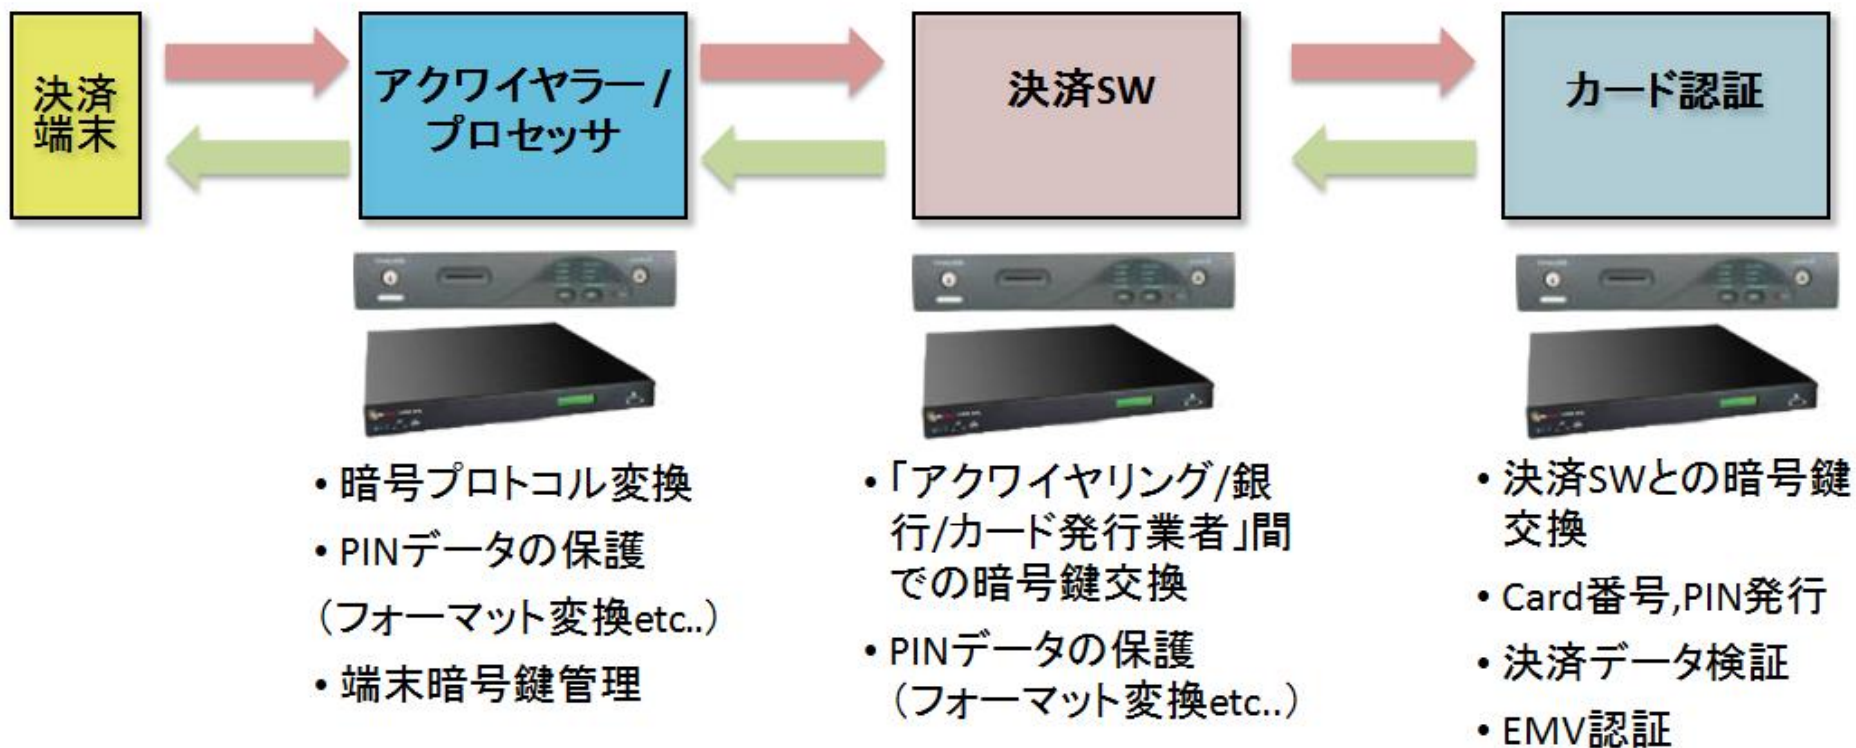 決済
端末
アクワイヤラー/
プロセッサ
決済SW
カード認証
• 暗号プロトコル変換
• PINデータの保護
（フォーマット変換etc..）
• 端末暗号鍵管理
• 「アクワイヤリング/銀
行/カード発行業者」間
での暗号鍵交換
• PINデータの保護
（フォーマット変換etc..）
• 決済SWとの暗号鍵
交換
• Card番号,PIN発行
• 決済データ検証
• EMV認証